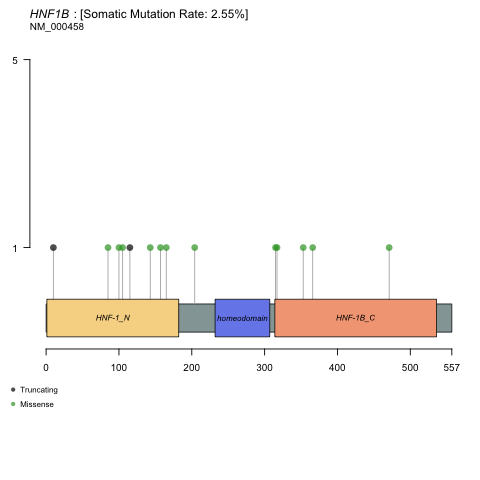 HNF1B : [Somatic Mutation Rate: 2.55%]
NM_000458
5
1
HNF-1_N homeodomain HNF-1B_C
0 100 200 300 400 500 557
Truncating
Missense